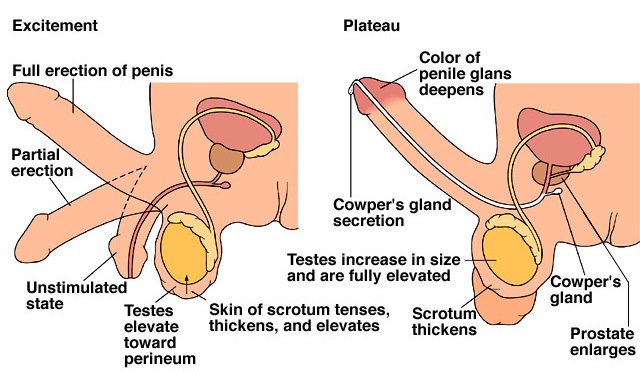 Excitement
Full erection of penis
Partial
erection
Unstimulated
state
Testes
elevate
toward
perineum
Skin of scrotum tenses,
thickens, and elevates
Plateau
Color of
penile glans
deepens
Cowper's gland
secretion
Testes increase in size
and are fully elevated
Scrotum
thickens
Cowper's
gland
Prostate
enlarges